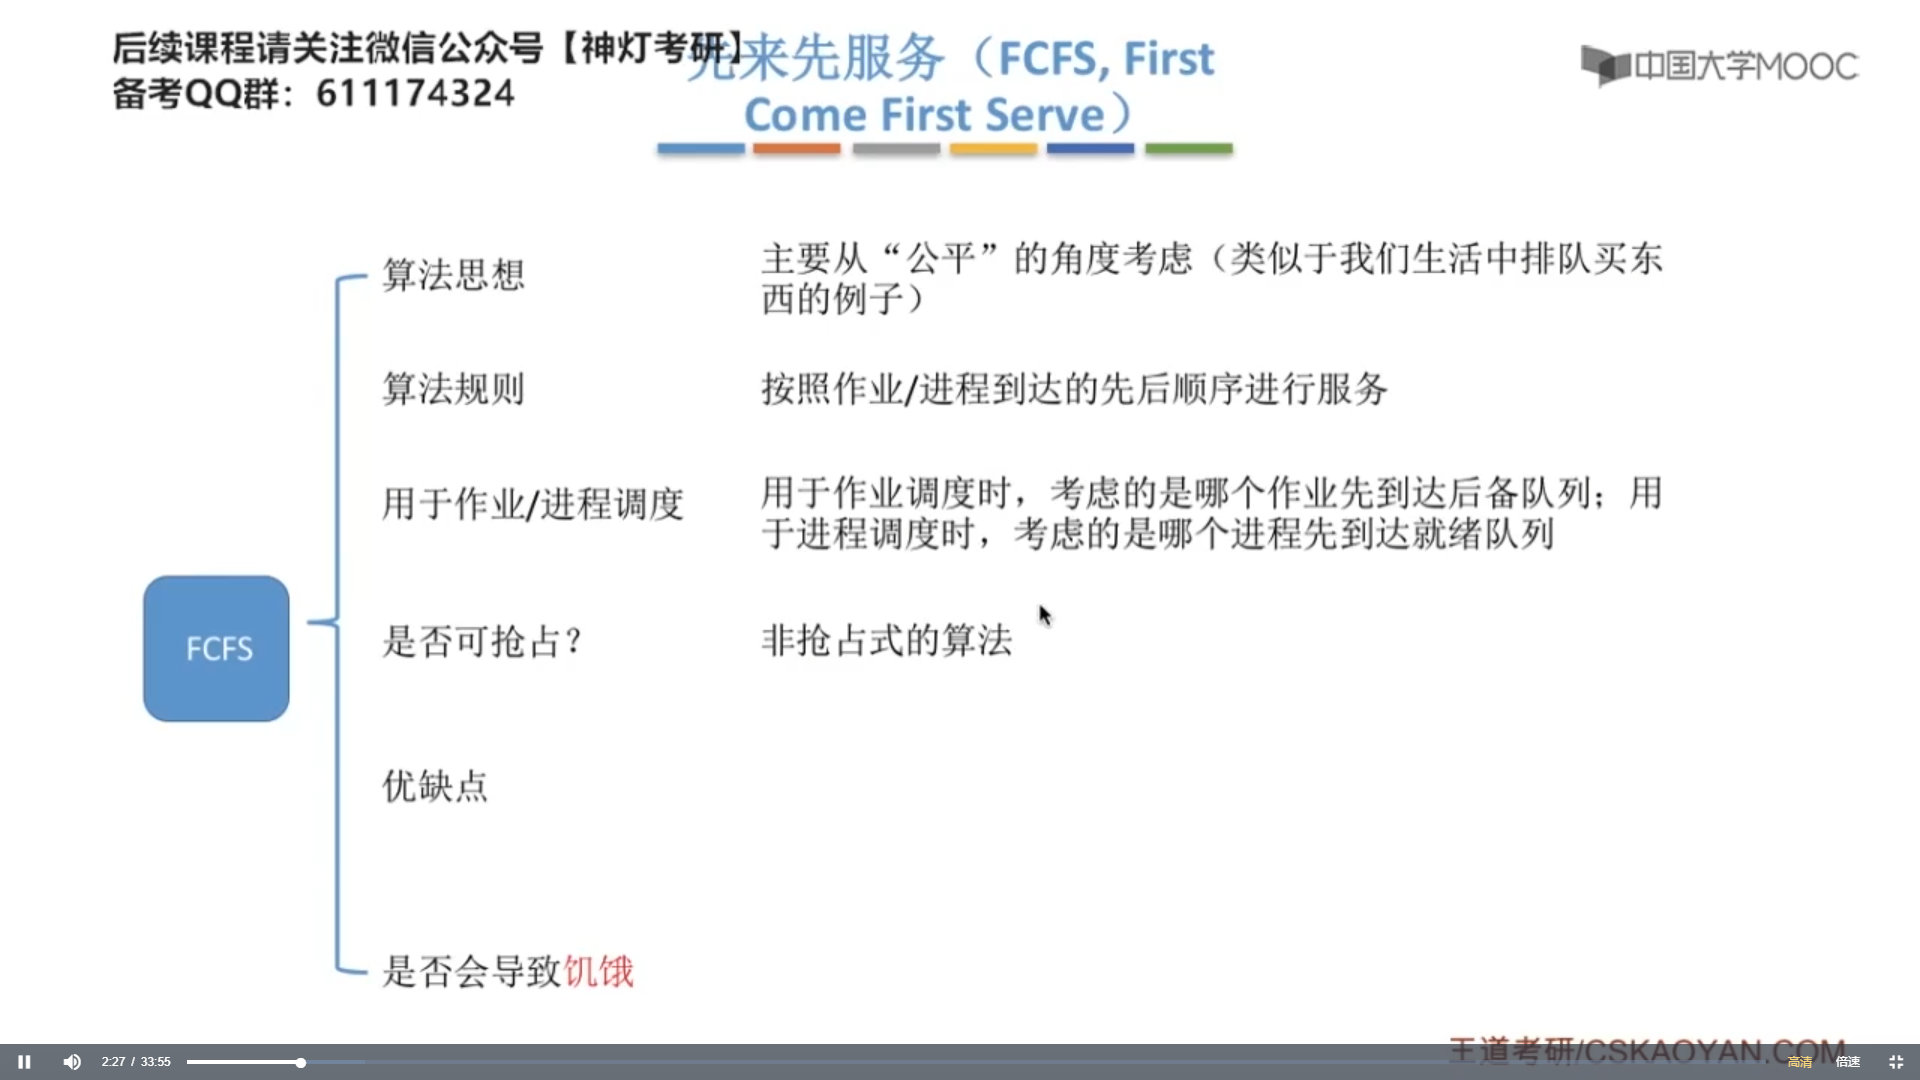 后续课程请关注微信公众号【神灯考研】
备考QQ群：611174324
先来先服务（FCFS, First
Come First Serve）
中国大学MOOC
算法思想
主要从“公平”的角度考虑（类似于我们生活中排队买东
西的例子）
算法规则
按照作业/进程到达的先后顺序进行服务
用于作业/进程调度
用于作业调度时，考虑的是哪个作业先到达后备队列；用
于进程调度时，考虑的是哪个进程先到达就绪队列
FCFS
是否可抢占？
非抢占式的算法
优缺点
是否会导致饥饿
王道考研/CSKAOYAN.COM
2:27 / 33:55
高清
倍速